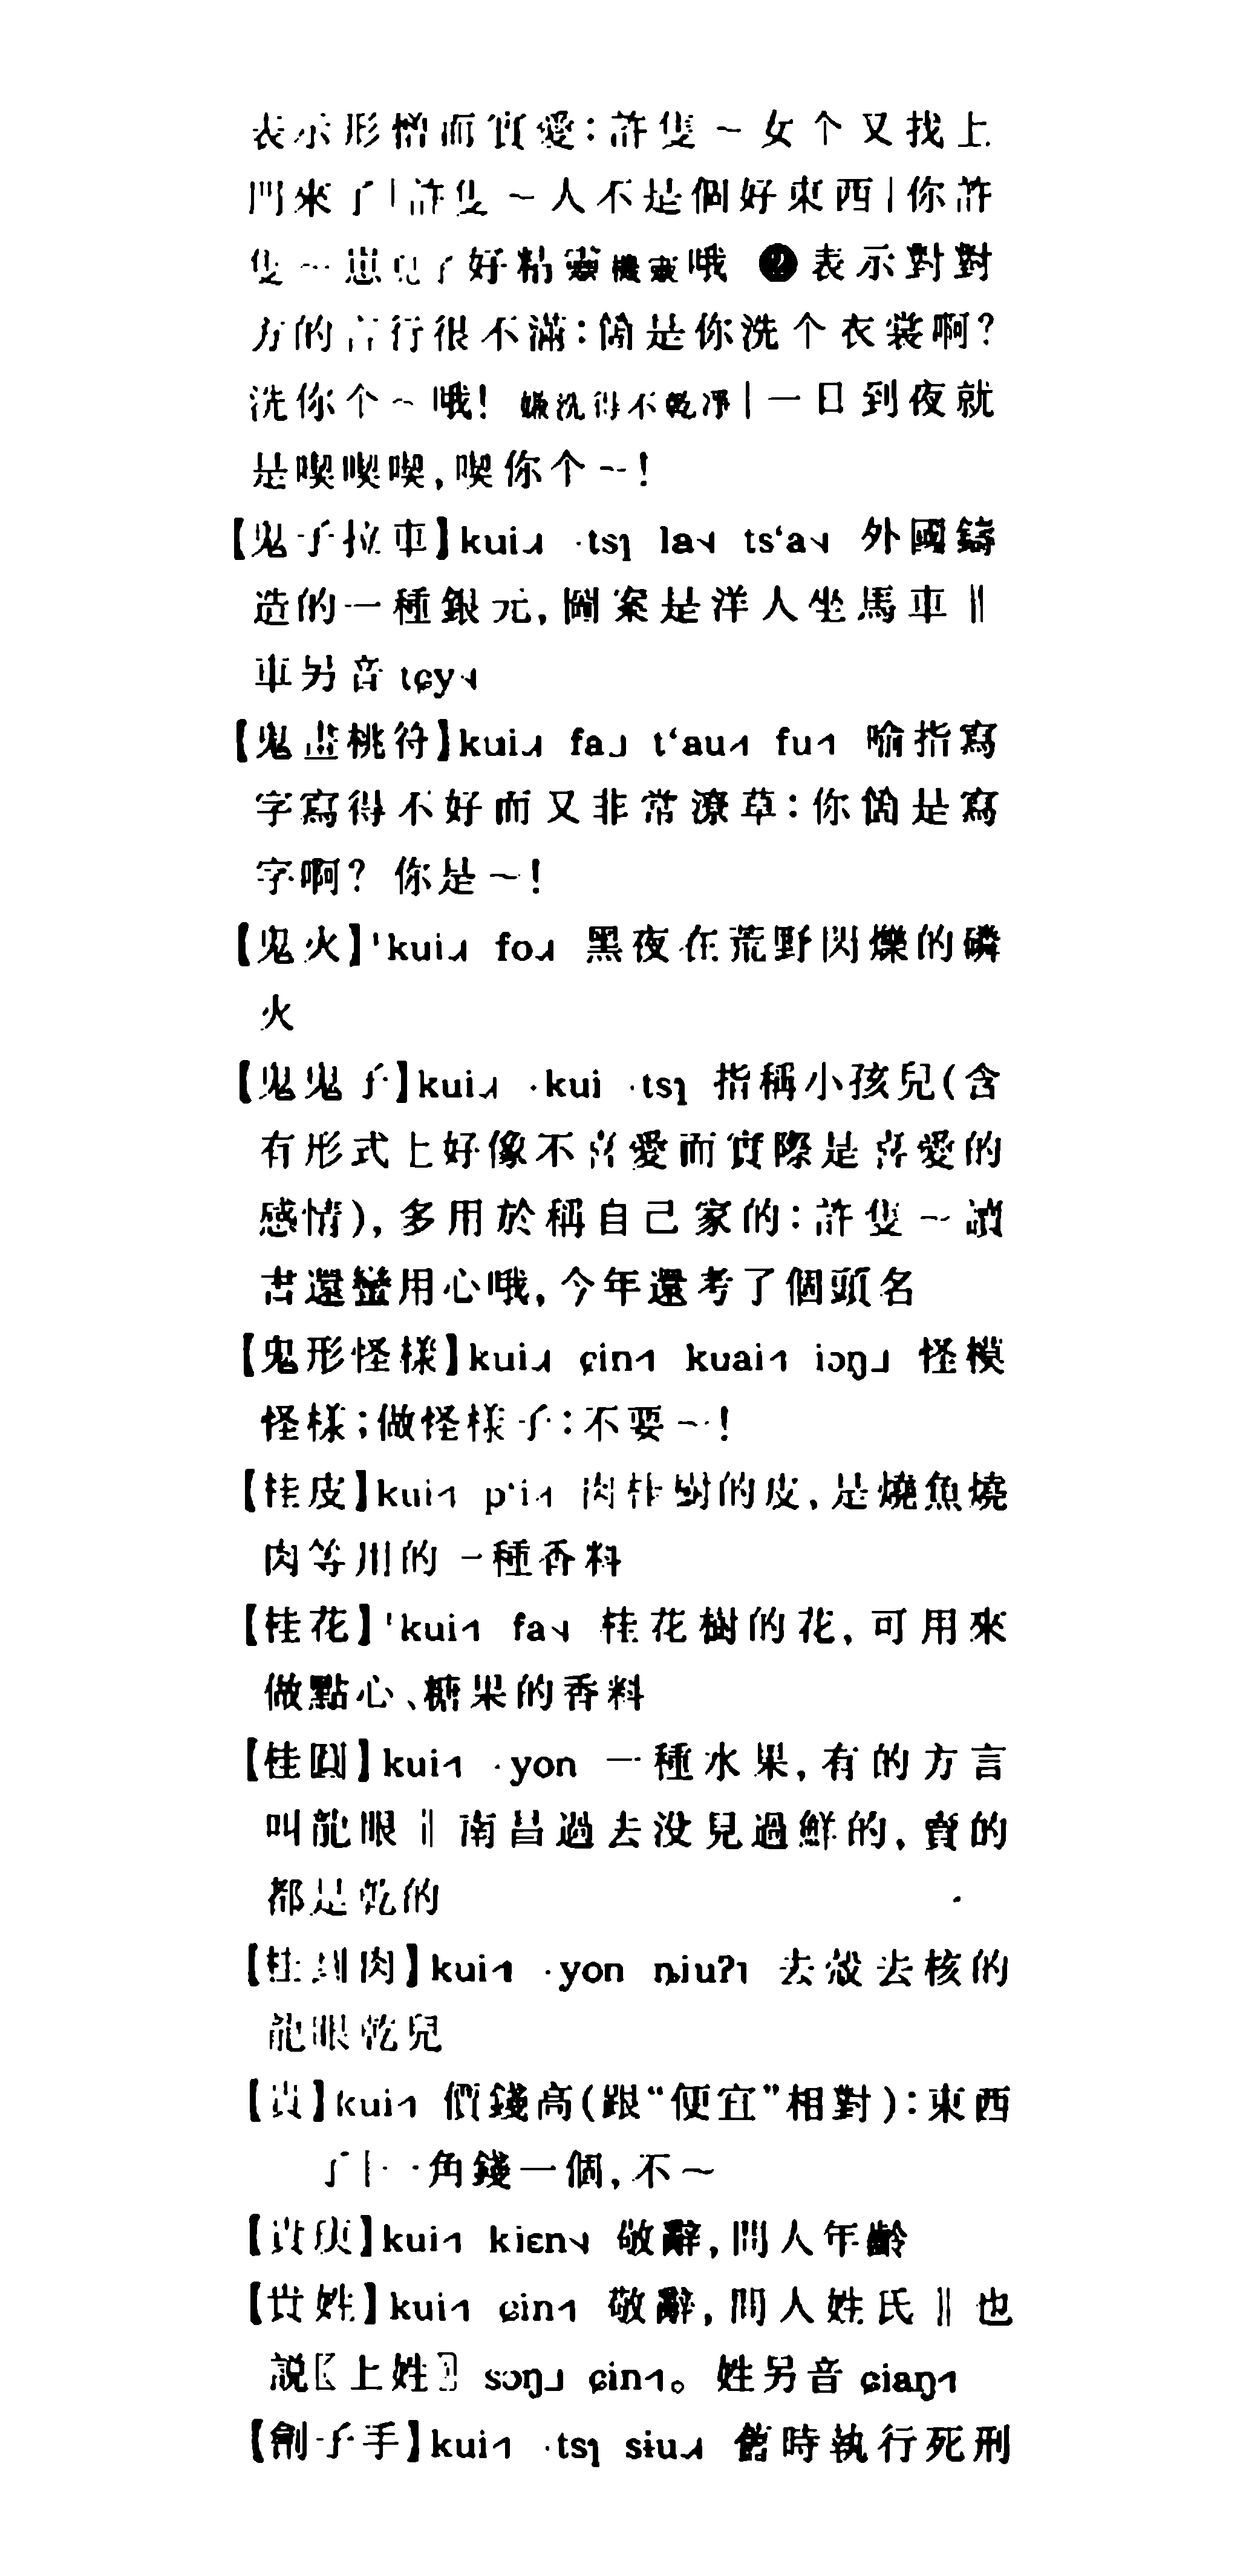 表示形憎而實愛：許隻～女个又找上
門來了｜許隻～人不是個好東西｜你許
隻～崽兒子好精靈機靈哦 ❷表示對對
方的言行很不滿：箇是你洗个衣裳啊？
洗你个～哦！嫌洗得不乾淨｜一日到夜就
是喫喫喫，喫你个～！
【鬼子拉車】kui˨˩˧ ·tsɿ la ts‘a 外國鑄
造的一種銀元，圖案是洋人坐馬車‖
車另音 tɕy
【鬼畫桃符】kui fa t‘au fu 喻指寫
字寫得不好而又非常潦草：你箇是寫
字啊？你是～！
【鬼火】'kui fo 黑夜在荒野閃爍的磷
火
【鬼鬼子】kui ·kui ·tsɿ 指稱小孩兒（含
有形式上好像不喜愛而實際是喜愛的
感情），多用於稱自己家的：許隻～讀
書還蠻用心哦，今年還考了個頭名
【鬼形怪樣】kui ɕin kuai iɔŋ 怪模
怪樣；做怪樣子：不要～！
【桂皮】kui p‘i 肉桂樹的皮，是燒魚燒
肉等用的一種香料
【桂花】'kui fa 桂花樹的花，可用來
做點心、糖果的香料
【桂圓】kui ·yon 一種水果，有的方言
叫龍眼‖南昌過去没見過鮮的，賣的
都是乾的
【桂圓肉】kui ·yon ȵiuʔ 去殼去核的
龍眼乾兒
【貴】kui 價錢高（跟“便宜”相對）：東西
了｜一角錢一個，不～
【貴庚】kui kiɛn 敬辭，問人年齡
【貴姓】kui ɕin 敬辭，問人姓氏‖也
説〖上姓〗sɔŋ ɕin。姓另音 ɕiaŋ
【劊子手】kui ·tsɿ sɨu 舊時執行死刑